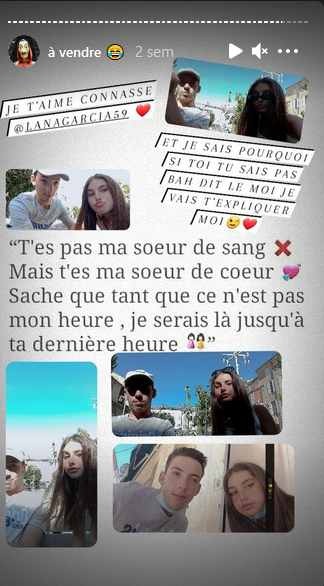 à vendre 😂 2 sem
JE T'AIME CONNASSE
@LANAGARCIA59 ❤️
ET JE SAIS POURQUOI
SI TOI TU SAIS PAS
BAH DIT LE MOI JE
VAIS T'EXPLIQUER
MOI😉❤️
“T'es pas ma soeur de sang ❌
Mais t'es ma soeur de coeur 💘
Sache que tant que ce n'est pas
mon heure , je serais là jusqu'à
ta dernière heure 👭”